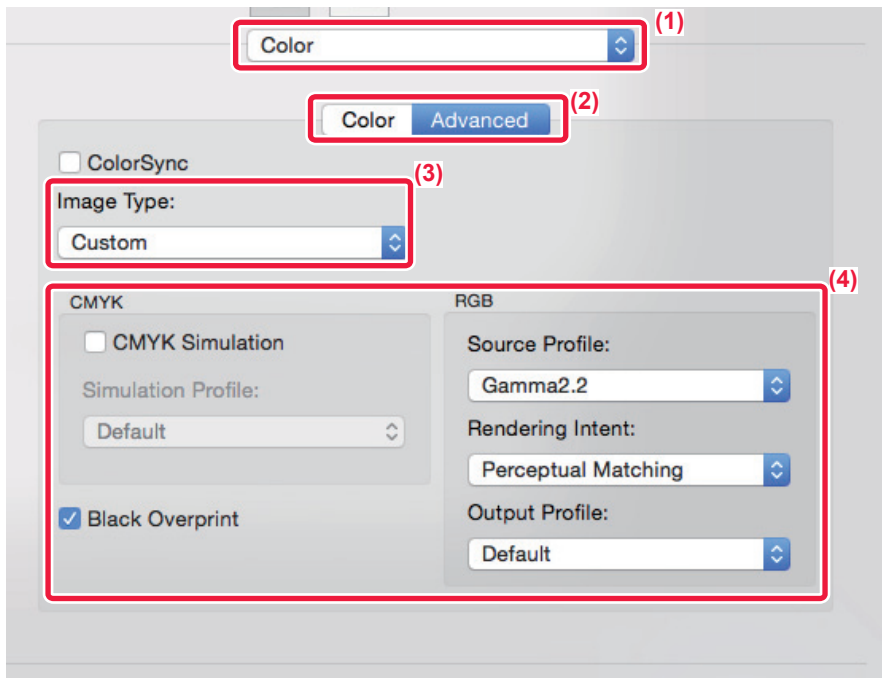 (1)
Color
(2)
Color Advanced
ColorSync
(3)
Image Type:
Custom
(4)
CMYK
CMYK Simulation
Simulation Profile:
Default
Black Overprint
RGB
Source Profile:
Gamma2.2
Rendering Intent:
Perceptual Matching
Output Profile:
Default